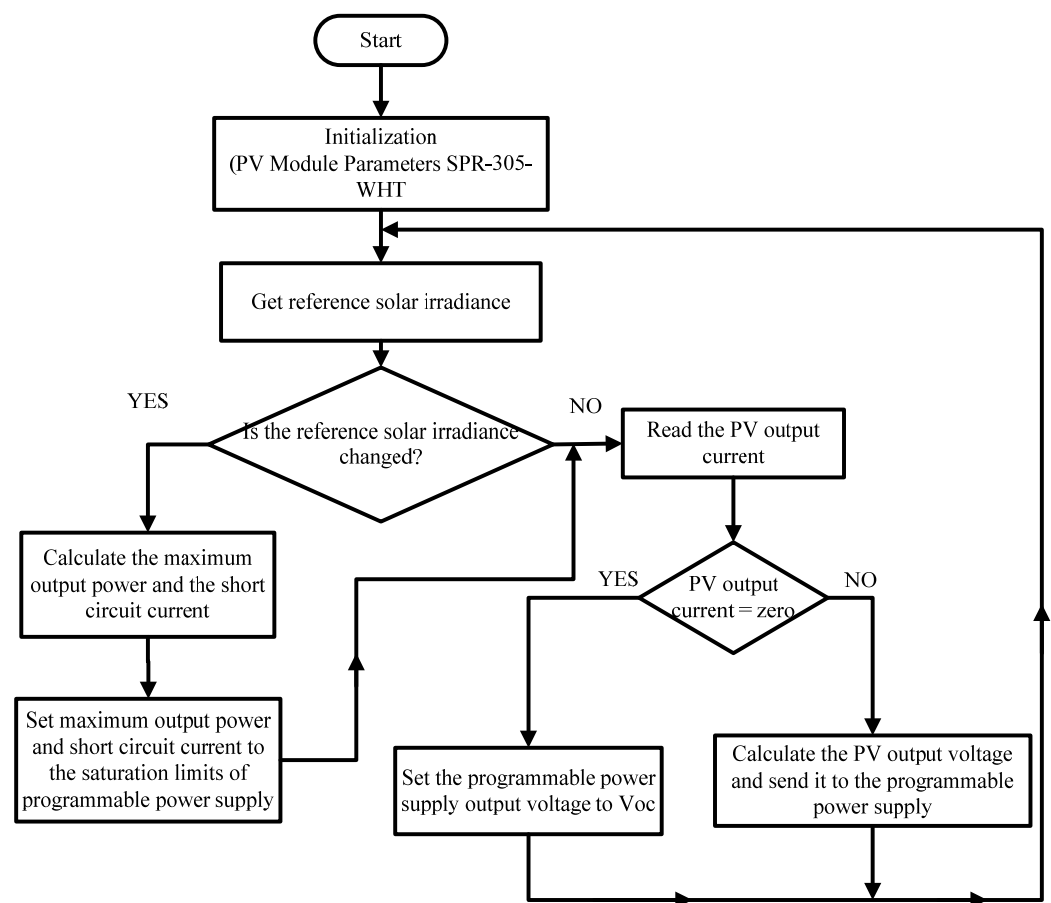 Start
Initialization
(PV Module Parameters SPR-305-
WHT
Get reference solar irradiance
YES
Is the reference solar irradiance
changed?
NO
Read the PV output
current
Calculate the maximum
output power and the short
circuit current
YES
PV output
current = zero
NO
Set maximum output power
and short circuit current to
the saturation limits of
programmable power supply
Set the programmable power
supply output voltage to Voc
Calculate the PV output voltage
and send it to the programmable
power supply